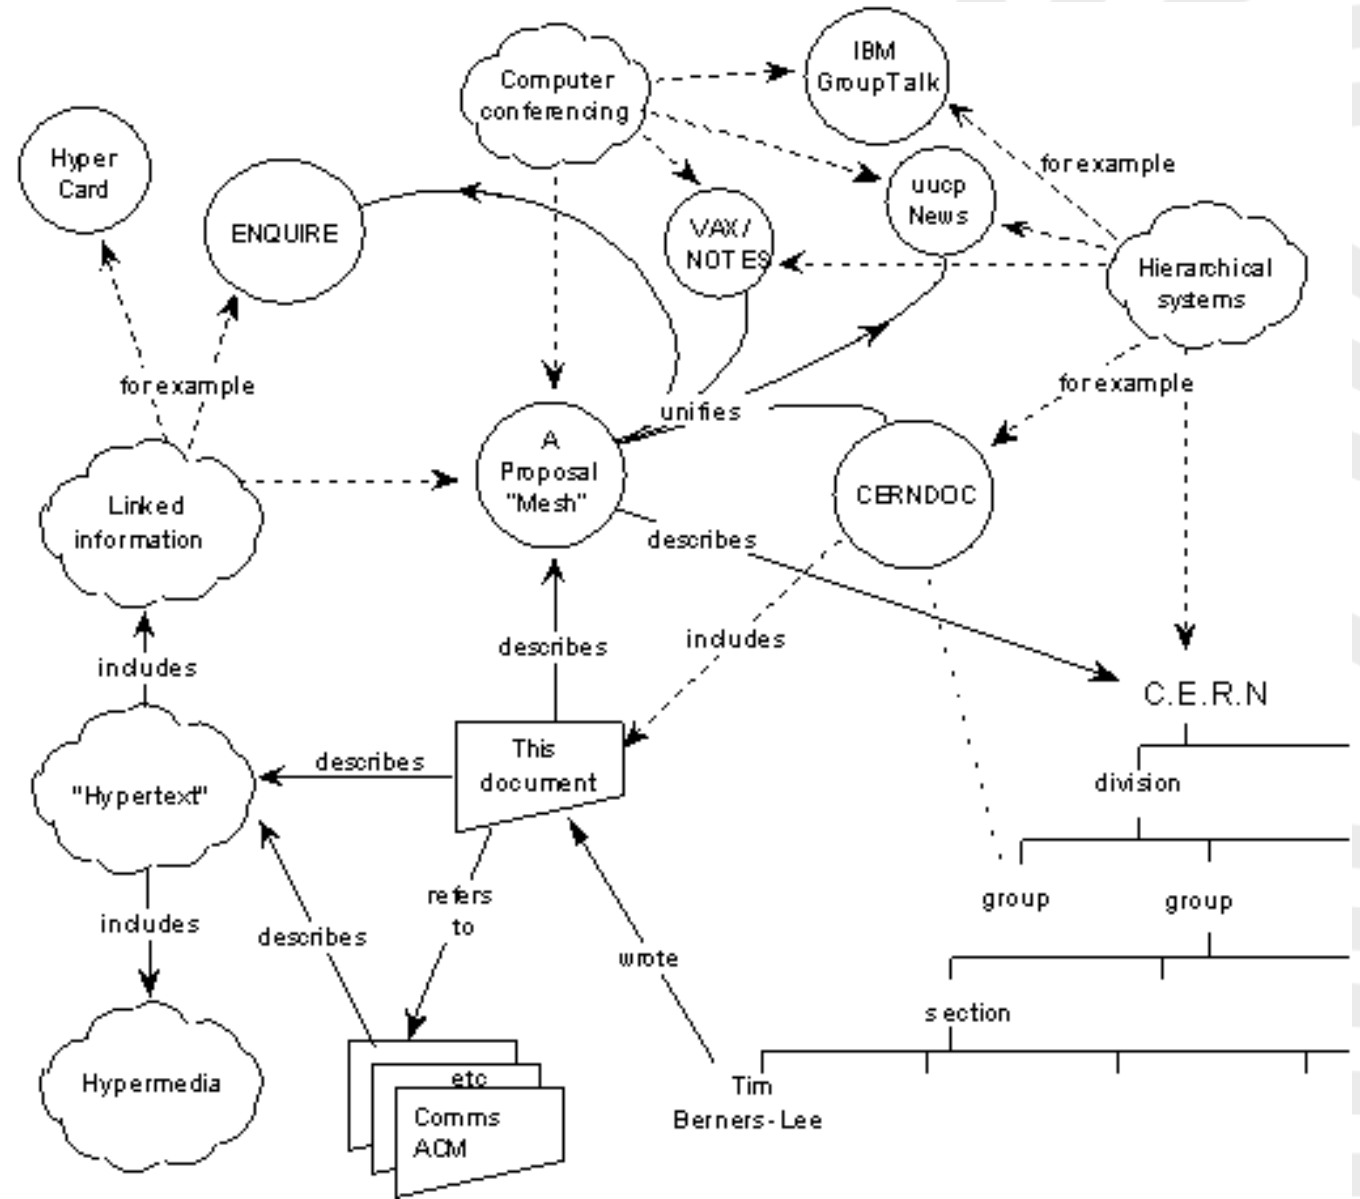 IBM
GroupTalk
Computer
conferencing
Hyper
Card
for example
uucp
News
ENQUIRE
VAX/
NOTES
Hierarchical
systems
for example
for example
unifies
A
Proposal
"Mesh"
CERNDOC
Linked
information
describes
includes
describes
includes
C.E.R.N
This
document
describes
"Hypertext"
division
refers
to
group
group
includes
describes
wrote
section
etc
Hypermedia
Comms
ACM
Tim
Berners-Lee